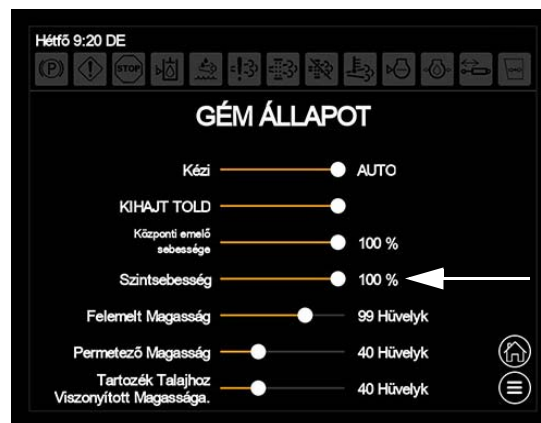 Hétfő 9:20 DE
STOP
GÉM ÁLLAPOT
Kézi AUTO
KIHAJT TOLD
Központi emelő
sebessége 100 %
Szintsebesség 100 %
Felemelt Magasság 99 Hüvelyk
Permetező Magasság 40 Hüvelyk
Tartozék Talajhoz
Viszonyított Magassága. 40 Hüvelyk